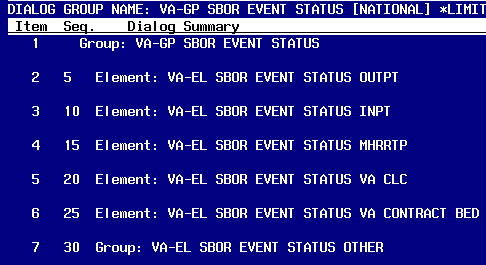 DIALOG GROUP NAME: VA-GP SBOR EVENT STATUS [NATIONAL] *LIMIT
Item Seq. Dialog Summary
1 Group: VA-GP SBOR EVENT STATUS
2 5 Element: VA-EL SBOR EVENT STATUS OUTPT
3 10 Element: VA-EL SBOR EVENT STATUS INPT
4 15 Element: VA-EL SBOR EVENT STATUS MHRRTP
5 20 Element: VA-EL SBOR EVENT STATUS VA CLC
6 25 Element: VA-EL SBOR EVENT STATUS VA CONTRACT BED
7 30 Group: VA-EL SBOR EVENT STATUS OTHER